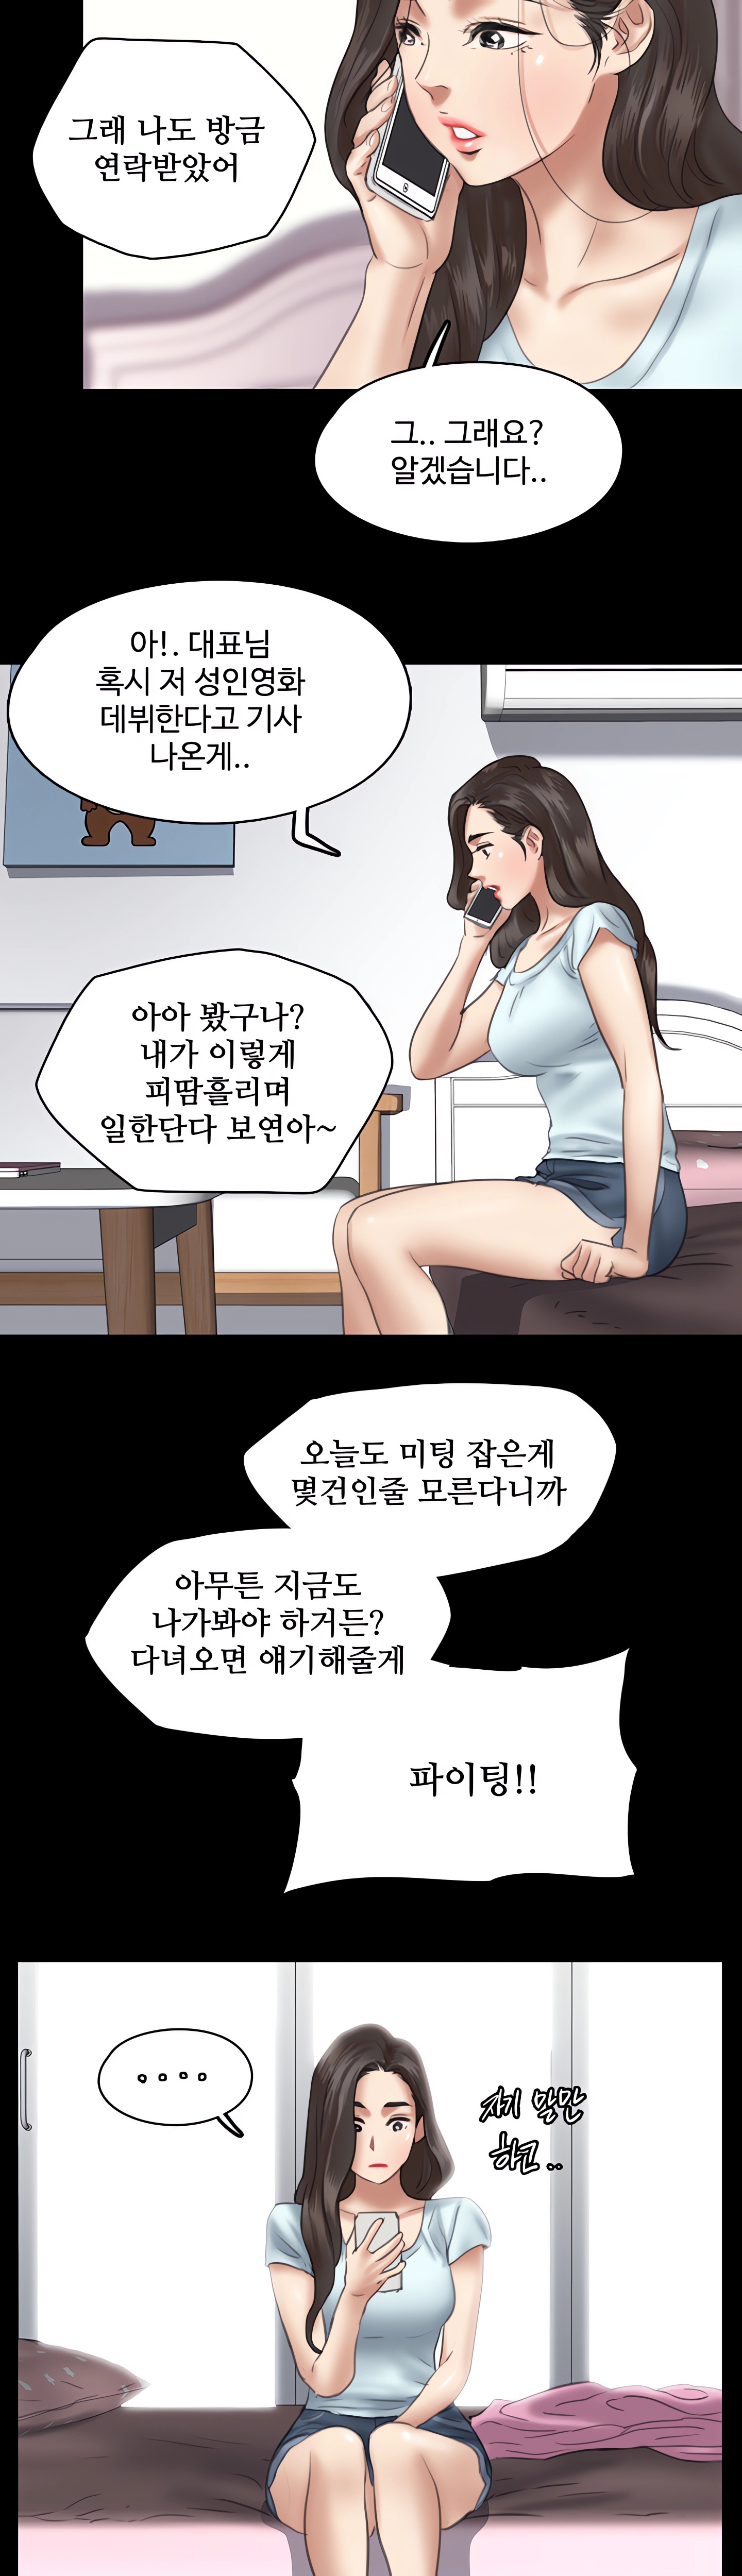 그래 나도 방금
연락받았어
그.. 그래요?
알겠습니다..
아!. 대표님
혹시 저 성인영화
데뷔한다고 기사
나온게..
아아 봤구나?
내가 이렇게
피땀흘리며
일한단다 보연아~
오늘도 미팅 잡은게
몇건인줄 모른다니까
아무튼 지금도
나가봐야 하거든?
다녀오면 얘기해줄게
파이팅!!
....
자기 말만
하고..